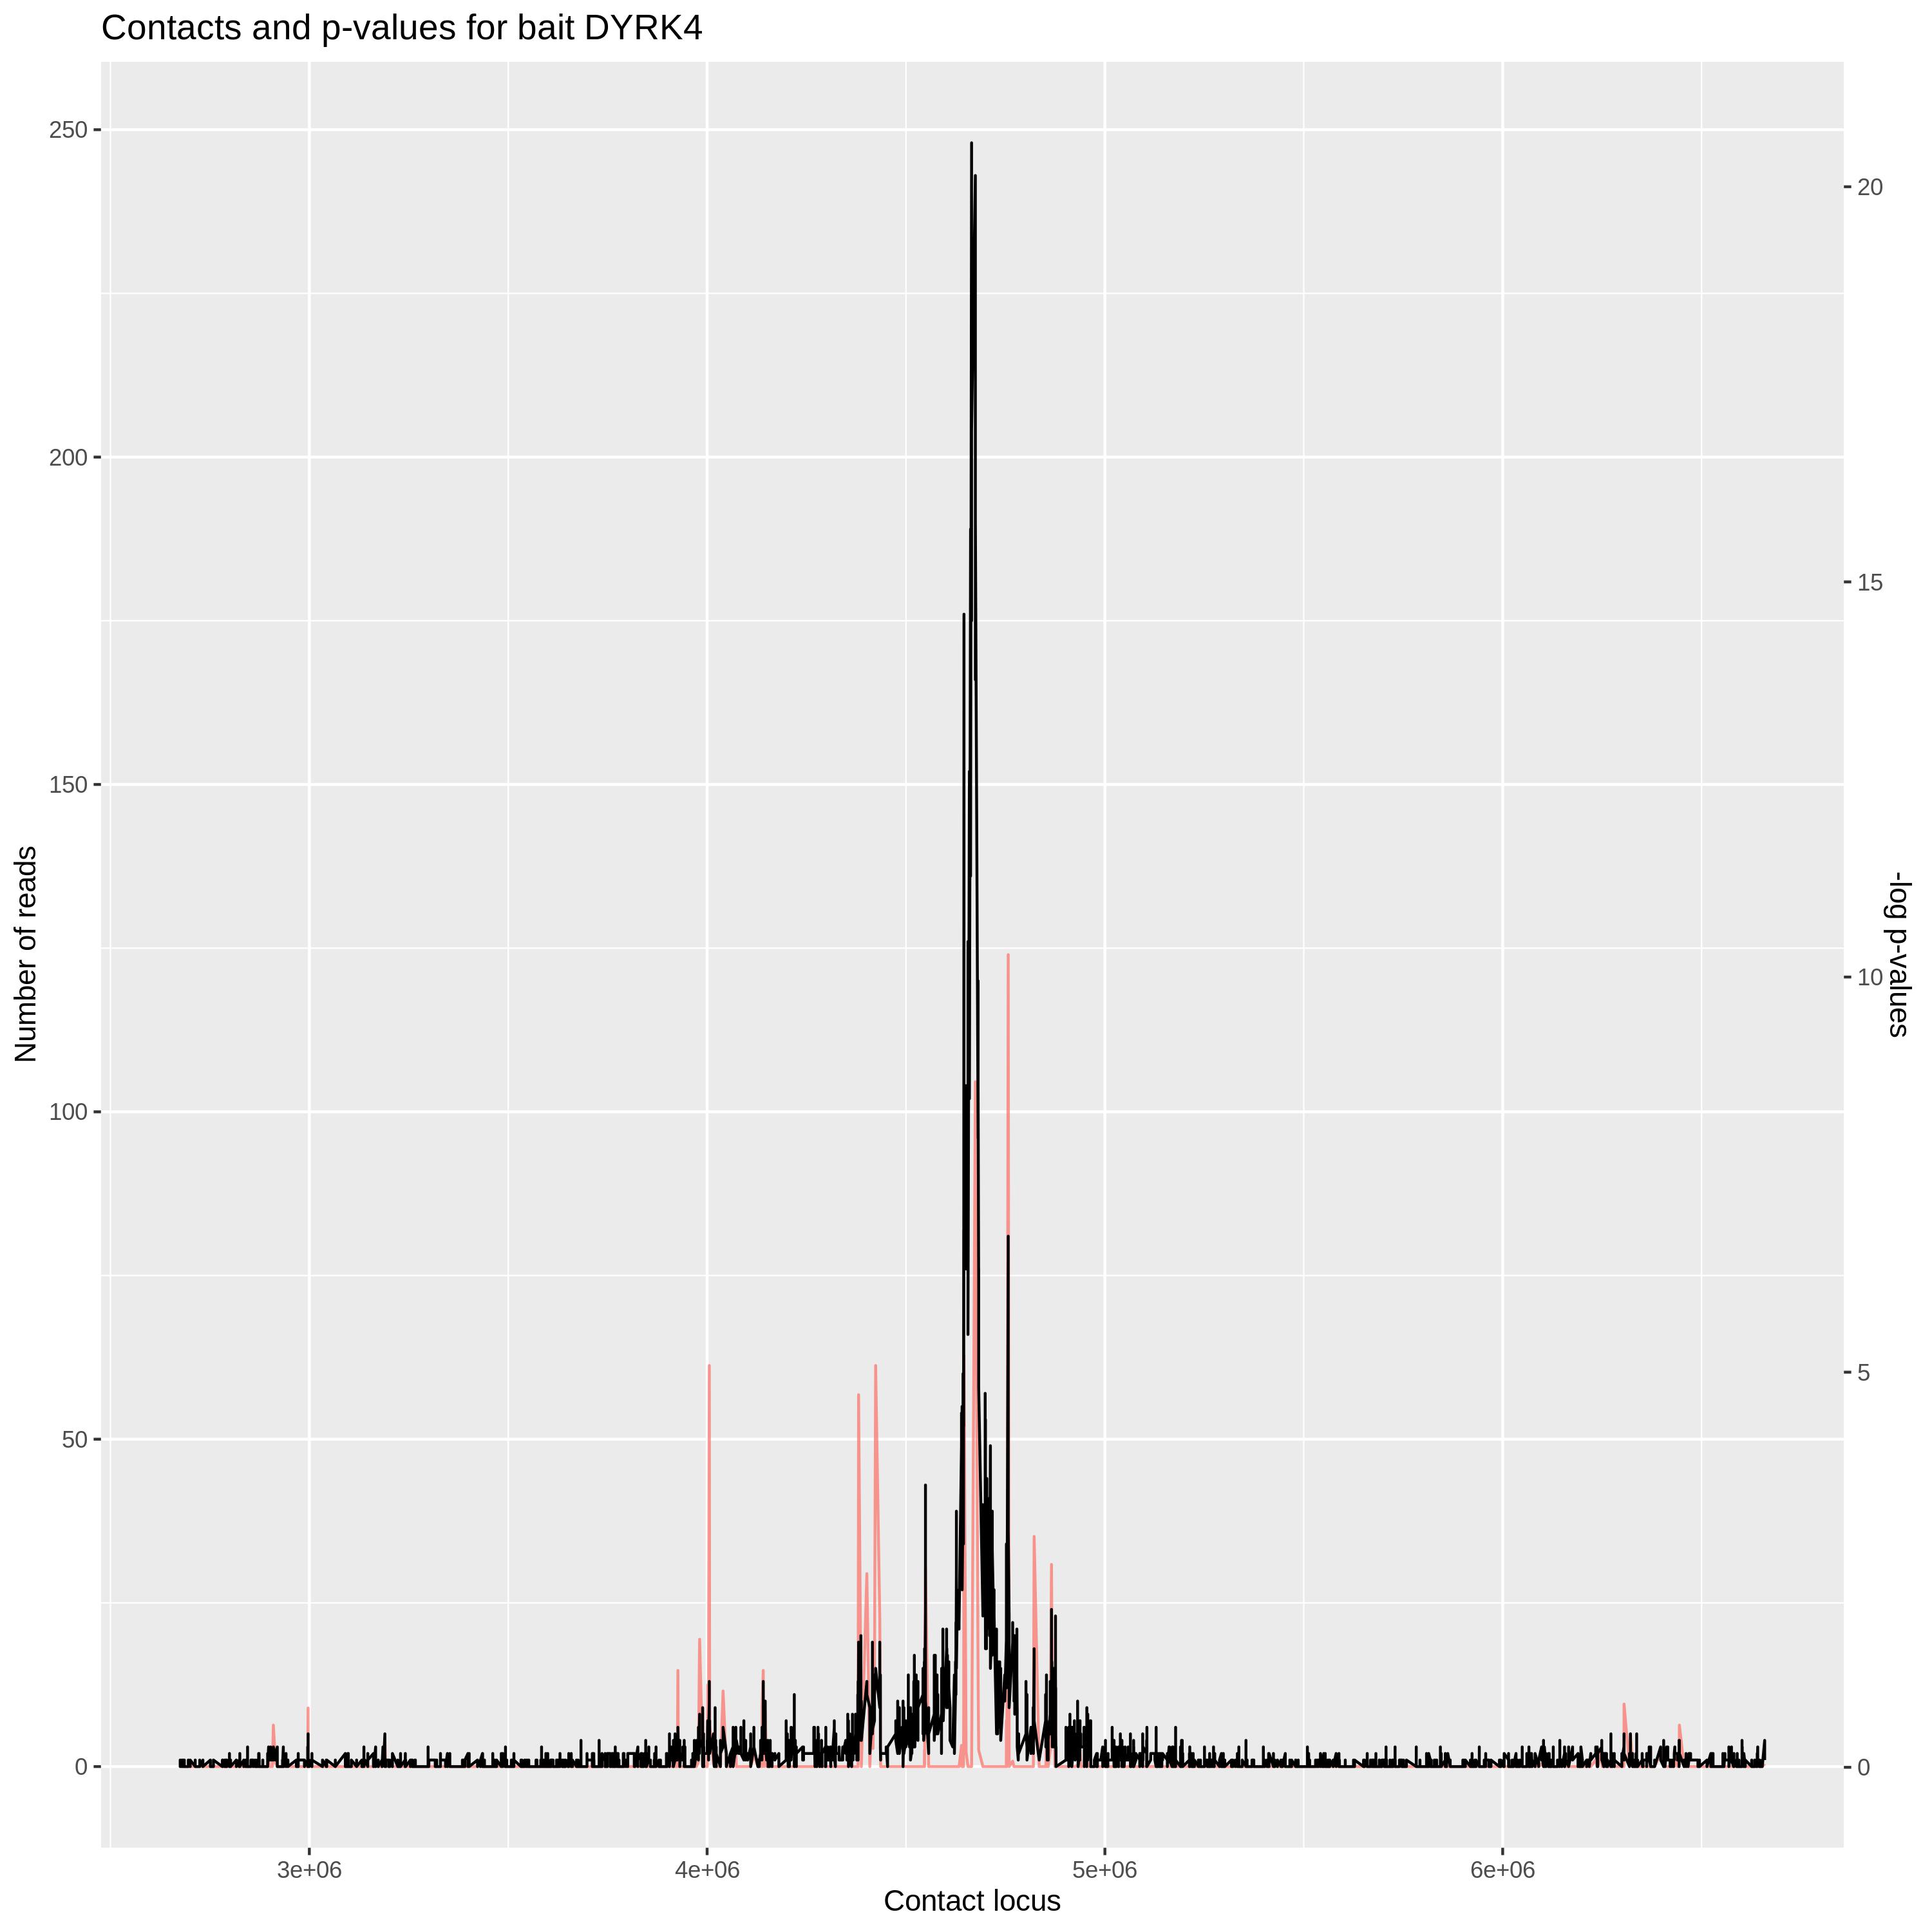 Contacts and p-values for bait DYRK4
250
200
150
100
50
0
Number of reads
20
15
10
5
0
-log p-values
3e+06
4e+06
5e+06
6e+06
Contact locus